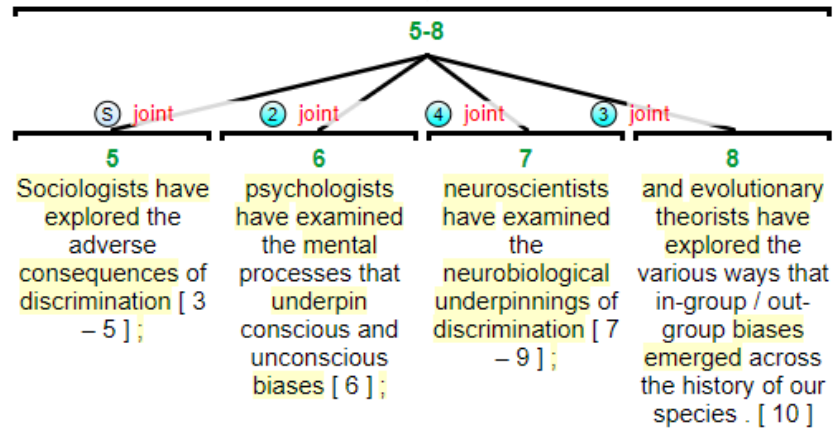 5-8
S joint
2 joint
4 joint
3 joint
5
Sociologists have
explored the
adverse
consequences of
discrimination [ 3
– 5 ] ;
6
psychologists
have examined
the mental
processes that
underpin
conscious and
unconscious
biases [ 6 ] ;
7
neuroscientists
have examined
the
neurobiological
underpinnings of
discrimination [ 7
– 9 ] ;
8
and evolutionary
theorists have
explored the
various ways that
in-group / out-
group biases
emerged across
the history of our
species . [ 10 ]